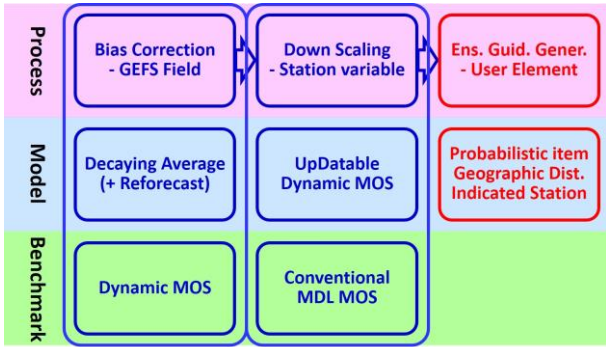 Process
Bias Correction
- GEFS Field
Down Scaling
- Station variable
Ens. Guid. Gener.
- User Element
Model
Decaying Average
(+ Reforecast)
UpDatable
Dynamic MOS
Probabilistic item
Geographic Dist.
Indicated Station
Benchmark
Dynamic MOS
Conventional
MDL MOS